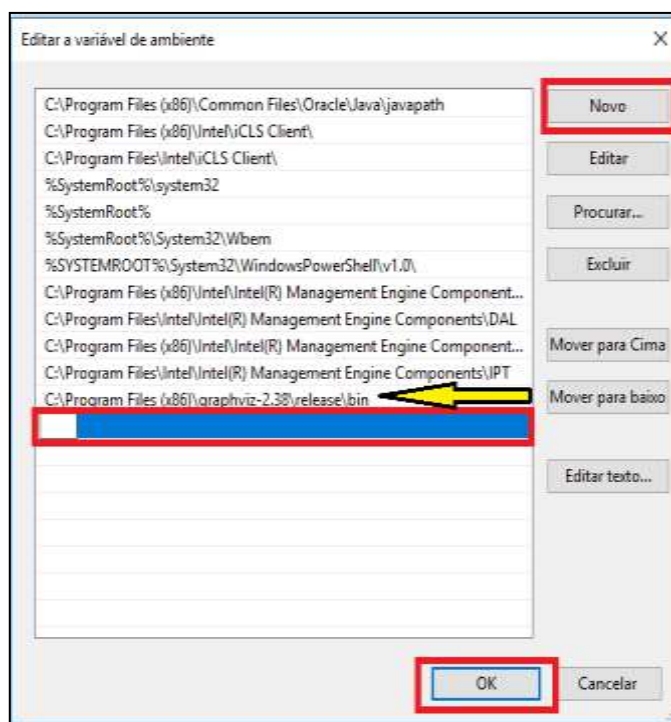 Editar a variável de ambiente
C:\Program Files (x86)\Common Files\Oracle\Java\javapath
C:\Program Files (x86)\Intel\iCLS Client\
C:\Program Files\Intel\iCLS Client\
%SystemRoot%\system32
%SystemRoot%
%SystemRoot%\System32\Wbem
%SYSTEMROOT%\System32\WindowsPowerShell\v1.0\
C:\Program Files (x86)\Intel\Intel(R) Management Engine Component...
C:\Program Files\Intel\Intel(R) Management Engine Components\DAL
C:\Program Files (x86)\Intel\Intel(R) Management Engine Component...
C:\Program Files\Intel\Intel(R) Management Engine Components\IPT
C:\Program Files (x86)\graphviz-2.38\release\bin
Novo
Editar
Procurar...
Excluir
Mover para Cima
Mover para baixo
Editar texto...
OK
Cancelar